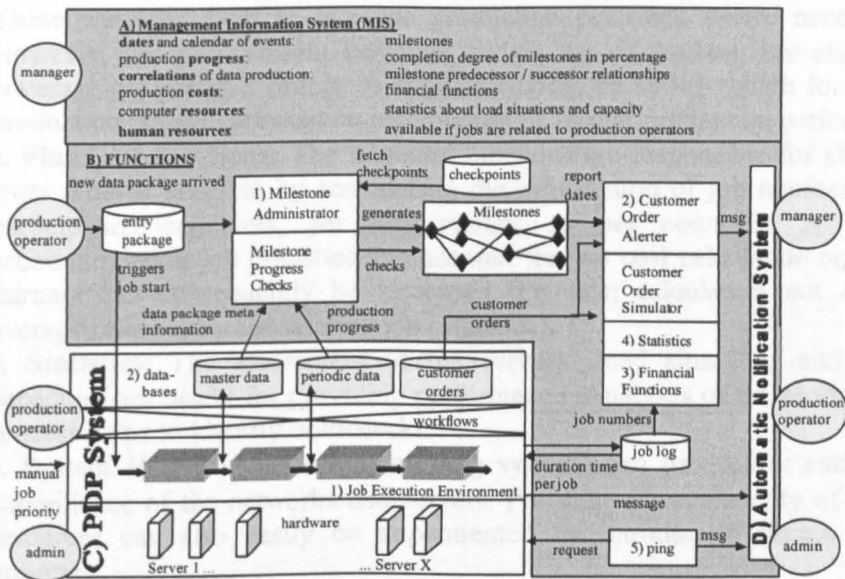 A) Management Information System (MIS)
dates and calendar of events: milestones
production progress: completion degree of milestones in percentage
correlations of data production: milestone predecessor / successor relationships
production costs: financial functions
computer resources statistics about load situations and capacity
human resources available if jobs are related to production operators
manager
B) FUNCTIONS
new data package arrived
fetch
checkpoints
checkpoints
report
dates
production
operator
entry
package
1) Milestone
Administrator
Milestone
Progress
Checks
generates
checks
Milestones
2) Customer
Order
Customer
Order
Simulator
4) Statistics
3) Financial
Functions
msg
manager
triggers
job start
data package meta
information
production
progress
customer
orders
C) PDP System
2) data-
bases
master data
periodic data
customer
orders
production
operator
workflows
job numbers
job log
production
operator
manual
job
priority
1) Job Execution Environment
duration time
per job
message
hardware
Server 1 ...
... Server X
request
5) ping
msg
admin
admin
D) Automatic Notification System